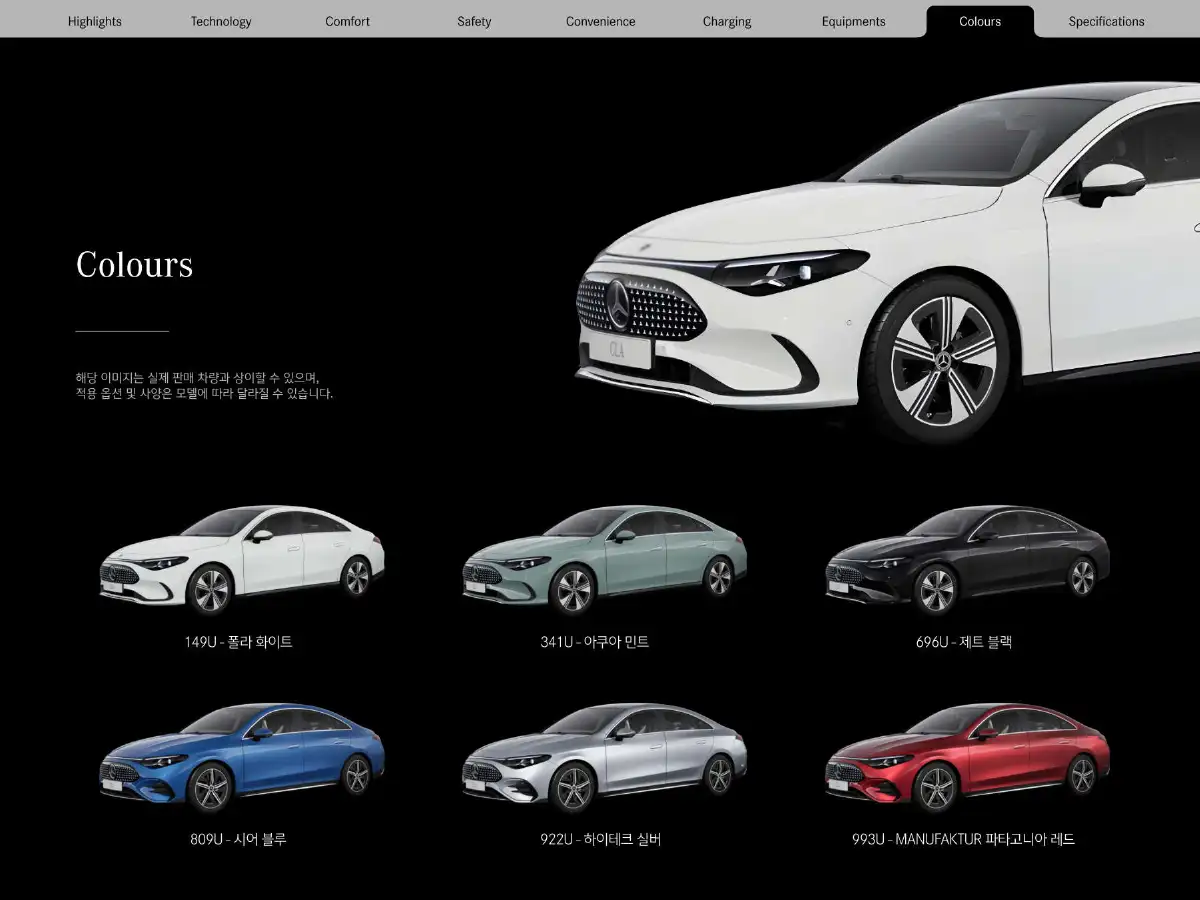 Highlights
Technology
Comfort
Safety
Convenience
Charging
Equipments
Colours
Specifications
Colours
해당 이미지는 실제 판매 차량과 상이할 수 있으며,
적용 옵션 및 사양은 모델에 따라 달라질 수 있습니다.
CLA
149U - 폴라 화이트
341U - 아쿠아 민트
696U - 제트 블랙
809U - 시어 블루
922U - 하이테크 실버
993U - MANUFAKTUR 파타고니아 레드